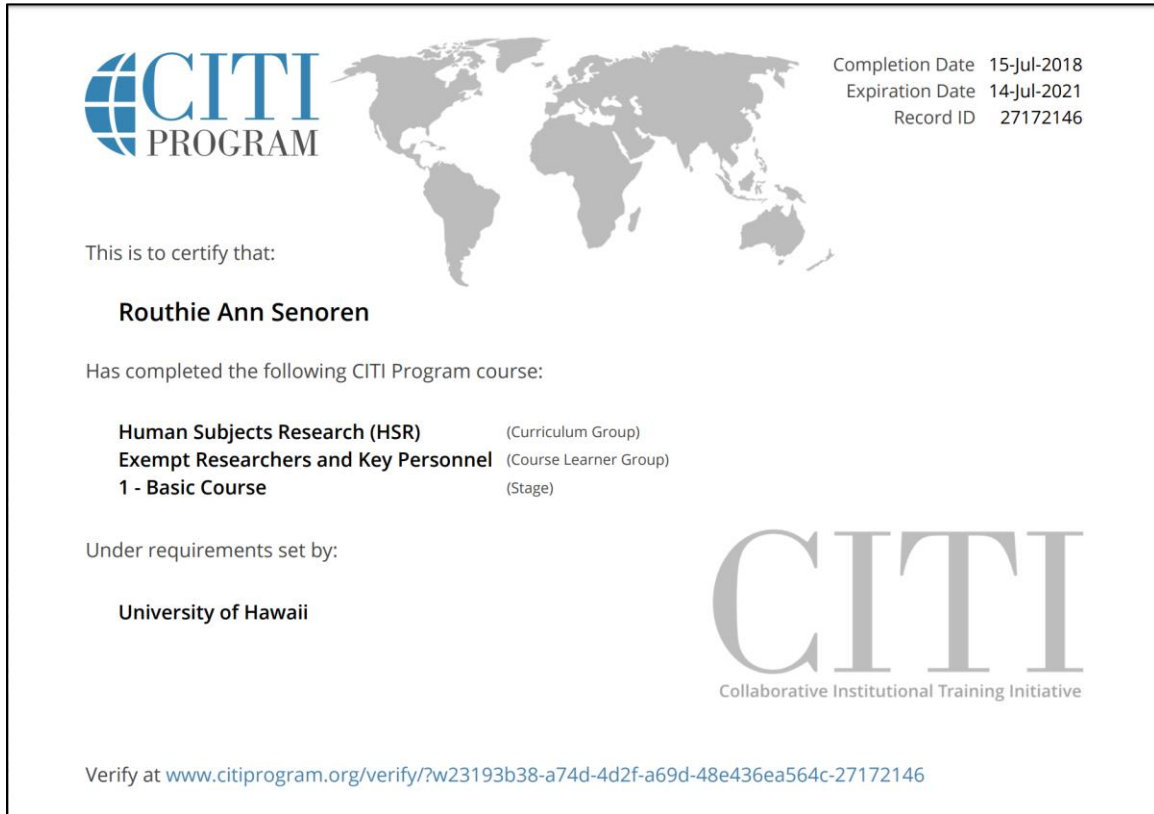 CITI
PROGRAM
Completion Date 15-Jul-2018
Expiration Date 14-Jul-2021
Record ID 27172146
This is to certify that:
Routhie Ann Senoren
Has completed the following CITI Program course:
Human Subjects Research (HSR) (Curriculum Group)
Exempt Researchers and Key Personnel (Course Learner Group)
1 - Basic Course (Stage)
Under requirements set by:
University of Hawaii
CITI
Collaborative Institutional Training Initiative
Verify at www.citiprogram.org/verify/?w23193b38-a74d-4d2f-a69d-48e436ea564c-27172146